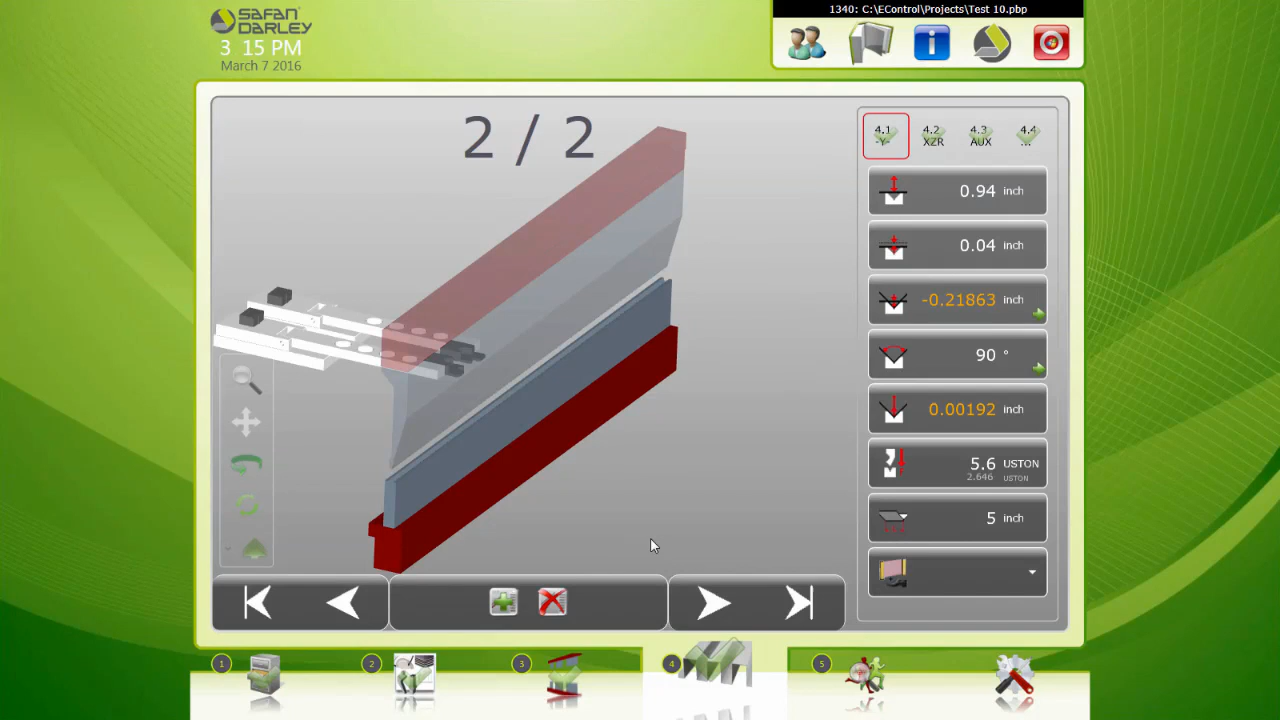 SAFAN
DARLEY
3 15 PM
March 7 2016
1340: C:\EControl\Projects\Test 10.pbp
2 / 2
4.1
-Y-
4.2
XZR
4.3
AUX
4.4
...
0.94 inch
0.04 inch
-0.21863 inch
90 °
0.00192 inch
5.6 USTON
2.646 USTON
5 inch
1
2
3
4
5